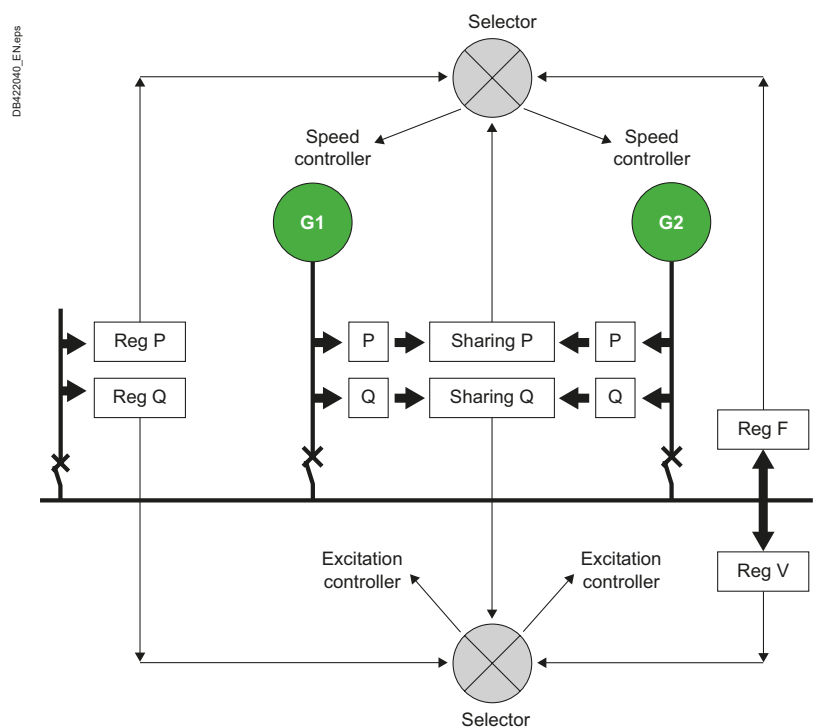 DB422040_EN.eps
Selector
Speed
controller
Speed
controller
G1
G2
Reg P
P
Sharing P
P
Reg Q
Q
Sharing Q
Q
Reg F
Excitation
controller
Excitation
controller
Reg V
Selector